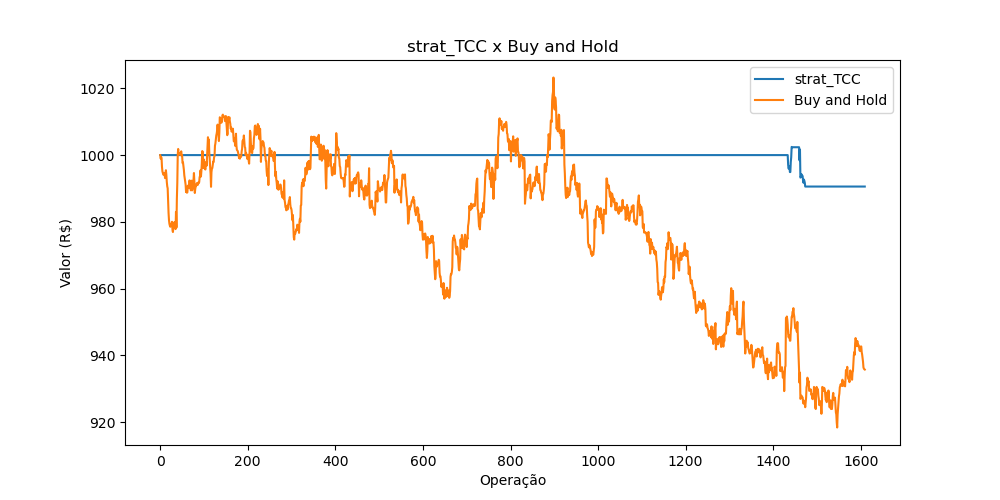 strat_TCC x Buy and Hold
strat_TCC
Buy and Hold
Valor (R$)
1020
1000
980
960
940
920
0 200 400 600 800 1000 1200 1400 1600
Operação